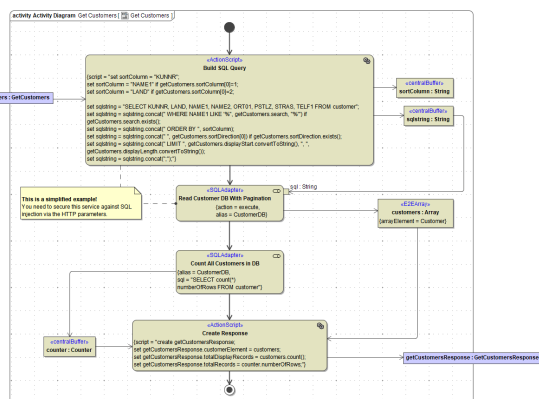 activity Activity Diagram Get Customers [ Get Customers ]
«ActionScript»
Build SQL Query
{script = "set sortColumn = "KUNNR";
set sortColumn = "NAME1" if getCustomers.sortColumn[0]=1;
set sortColumn = "LAND" if getCustomers.sortColumn[0]=2;
set sqlstring = "SELECT KUNNR, LAND, NAME1, NAME2, ORT01, PSTLZ, STRAS, TELF1 FROM customer";
set sqlstring = sqlstring.concat(" WHERE NAME1 LIKE '%", getCustomers.search, "%'") if
getCustomers.search.exists();
set sqlstring = sqlstring.concat(" ORDER BY ", sortColumn);
set sqlstring = sqlstring.concat(" ", getCustomers.sortDirection[0]) if getCustomers.sortDirection.exists();
set sqlstring = sqlstring.concat(" LIMIT ", getCustomers.displayStart.convertToString(), ", ",
getCustomers.displayLength.convertToString());
set sqlstring = sqlstring.concat(";");"}
ers : GetCustomers
«centralBuffer»
sortColumn : String
«centralBuffer»
sqlstring : String
This is a simplified example!
You need to secure this service against SQL
injection via the HTTP parameters.
«SQLAdapter»
Read Customer DB With Pagination
{action = execute,
alias = CustomerDB}
sql : String
«E2EArray»
customers : Array
{arrayElement = Customer}
«SQLAdapter»
Count All Customers in DB
{alias = CustomerDB,
sql = "SELECT count(*)
numberOfRows FROM customer"}
«centralBuffer»
counter : Counter
«ActionScript»
Create Response
{script = "create getCustomersResponse;
set getCustomersResponse.customerElement = customers;
set getCustomersResponse.totalDisplayRecords = customers.count();
set getCustomersResponse.totalRecords = counter.numberOfRows;"}
getCustomersResponse : GetCustomersResponse